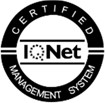 CERTIFIED
IQNet
MANAGEMENT SYSTEM